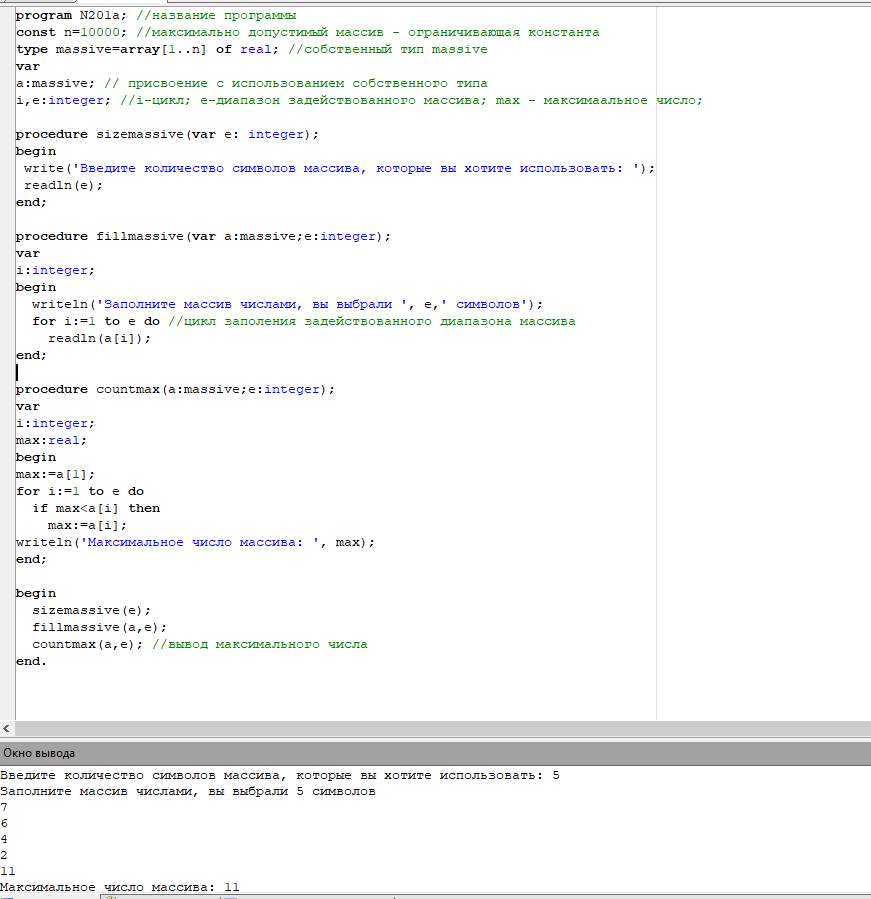 program N201a; //название программы
const n=10000; //максимально допустимый массив - ограничивающая константа
type massive=array[1..n] of real; //собственный тип massive
var
a:massive; // присвоение с использованием собственного типа
i,e:integer; //i-цикл; e-диапазон задействованного массива; max - максимаальное число;

procedure sizemassive(var e: integer);
begin
 write('Введите количество символов массива, которые вы хотите использовать: ');
 readln(e);
end;

procedure fillmassive(var a:massive;e:integer);
var
i:integer;
begin
  writeln('Заполните массив числами, вы выбрали ', e,' символов');
  for i:=1 to e do //цикл заполения задействованного диапазона массива
    readln(a[i]);
end;

procedure countmax(a:massive;e:integer);
var
i:integer;
max:real;
begin
max:=a[1];
for i:=1 to e do
  if max<a[i] then
    max:=a[i];
writeln('Максимальное число массива: ', max);
end;

begin
  sizemassive(e);
  fillmassive(a,e);
  countmax(a,e); //вывод максимального числа
end.
Окно вывода
Введите количество символов массива, которые вы хотите использовать: 5
Заполните массив числами, вы выбрали 5 символов
7
6
4
2
11
Максимальное число массива: 11